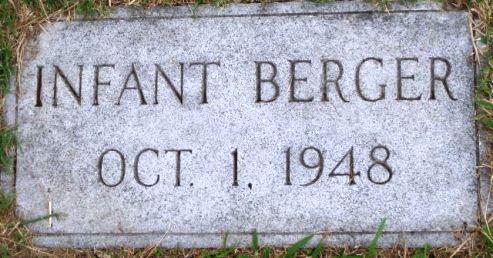 INFANT BERGER
OCT. 1, 1948